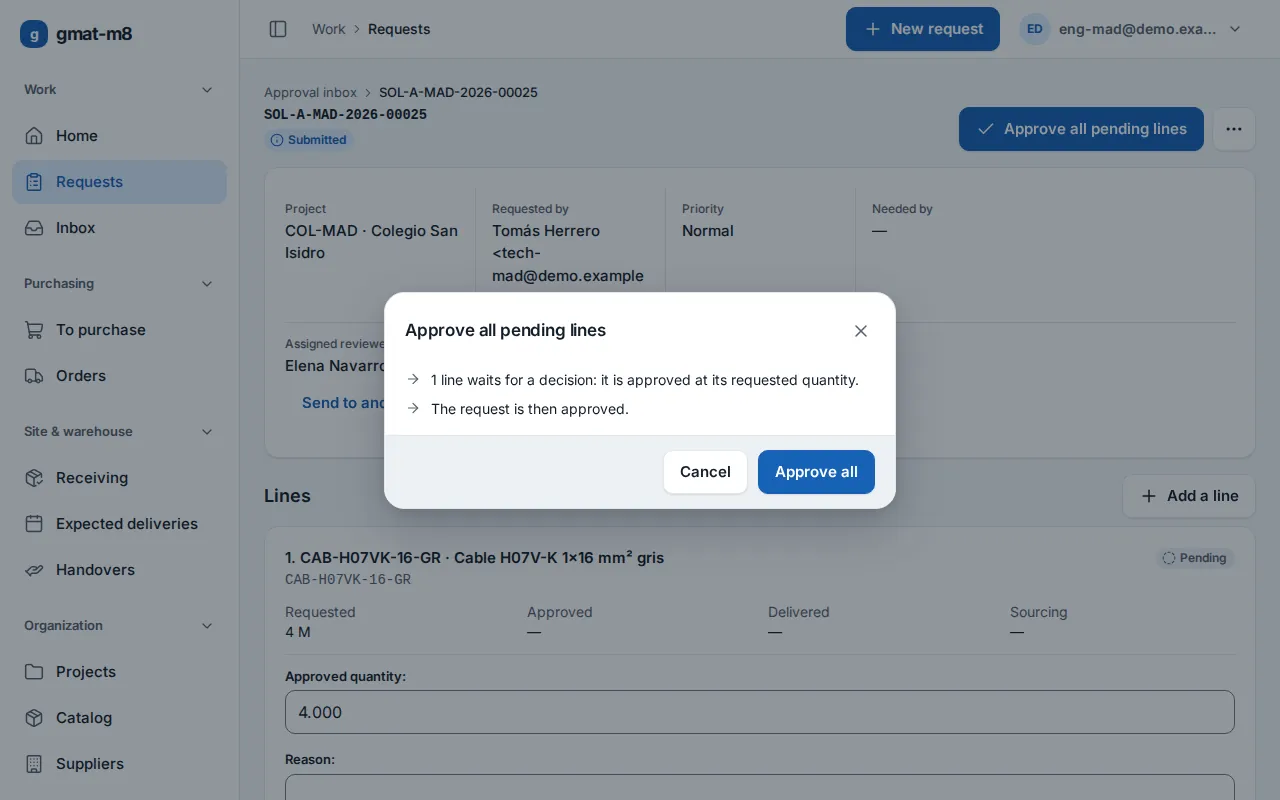 g gmat-m8
Work
Home
Requests
Inbox
Purchasing
To purchase
Orders
Site & warehouse
Receiving
Expected deliveries
Handovers
Organization
Projects
Catalog
Suppliers
Work > Requests
+ New request
ED eng-mad@demo.exa...
Approval inbox > SOL-A-MAD-2026-00025
SOL-A-MAD-2026-00025
Submitted
Approve all pending lines
Project
COL-MAD · Colegio San
Isidro
Requested by
Tomás Herrero
<tech-
mad@demo.example
Priority
Normal
Needed by
—
Assigned reviewe
Elena Navarro
Send to
Approve all pending lines
→ 1 line waits for a decision: it is approved at its requested quantity.
→ The request is then approved.
Cancel
Approve all
Lines
+ Add a line
1. CAB-H07VK-16-GR · Cable H07V-K 1×16 mm² gris
CAB-H07VK-16-GR
Pending
Requested
4 M
Approved
—
Delivered
—
Sourcing
—
Approved quantity:
4.000
Reason: